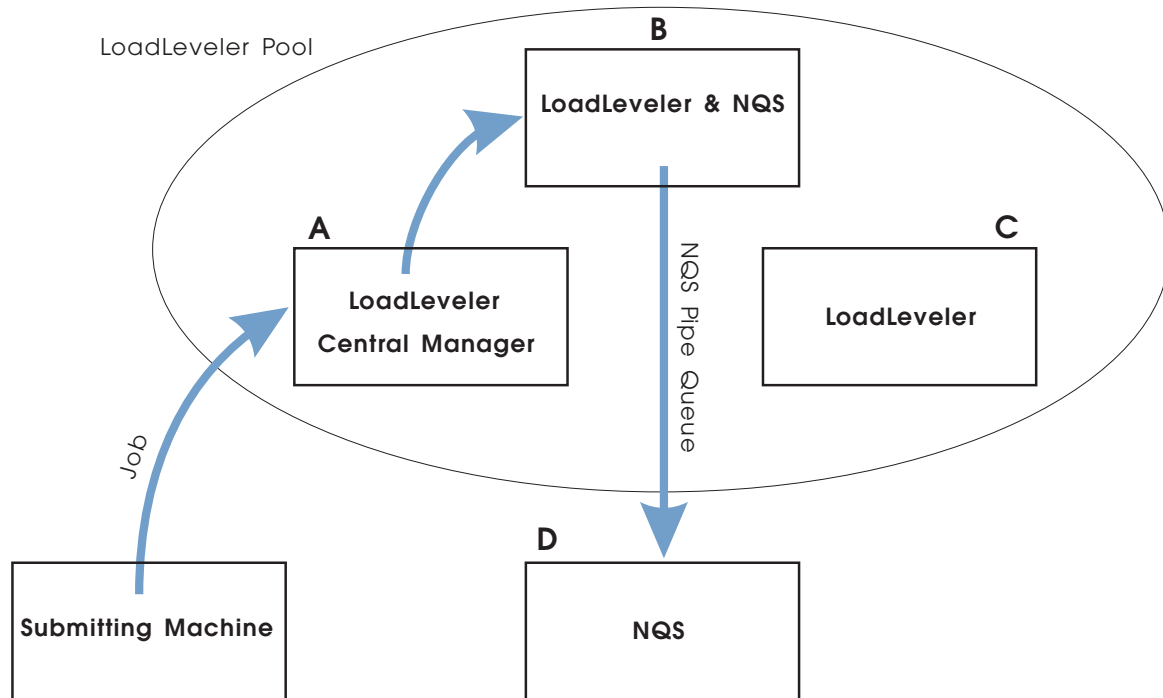 B
LoadLeveler Pool
LoadLeveler & NQS
A
C
LoadLeveler
Central Manager
NQS Pipe Queue
LoadLeveler
Job
D
Submitting Machine
NQS